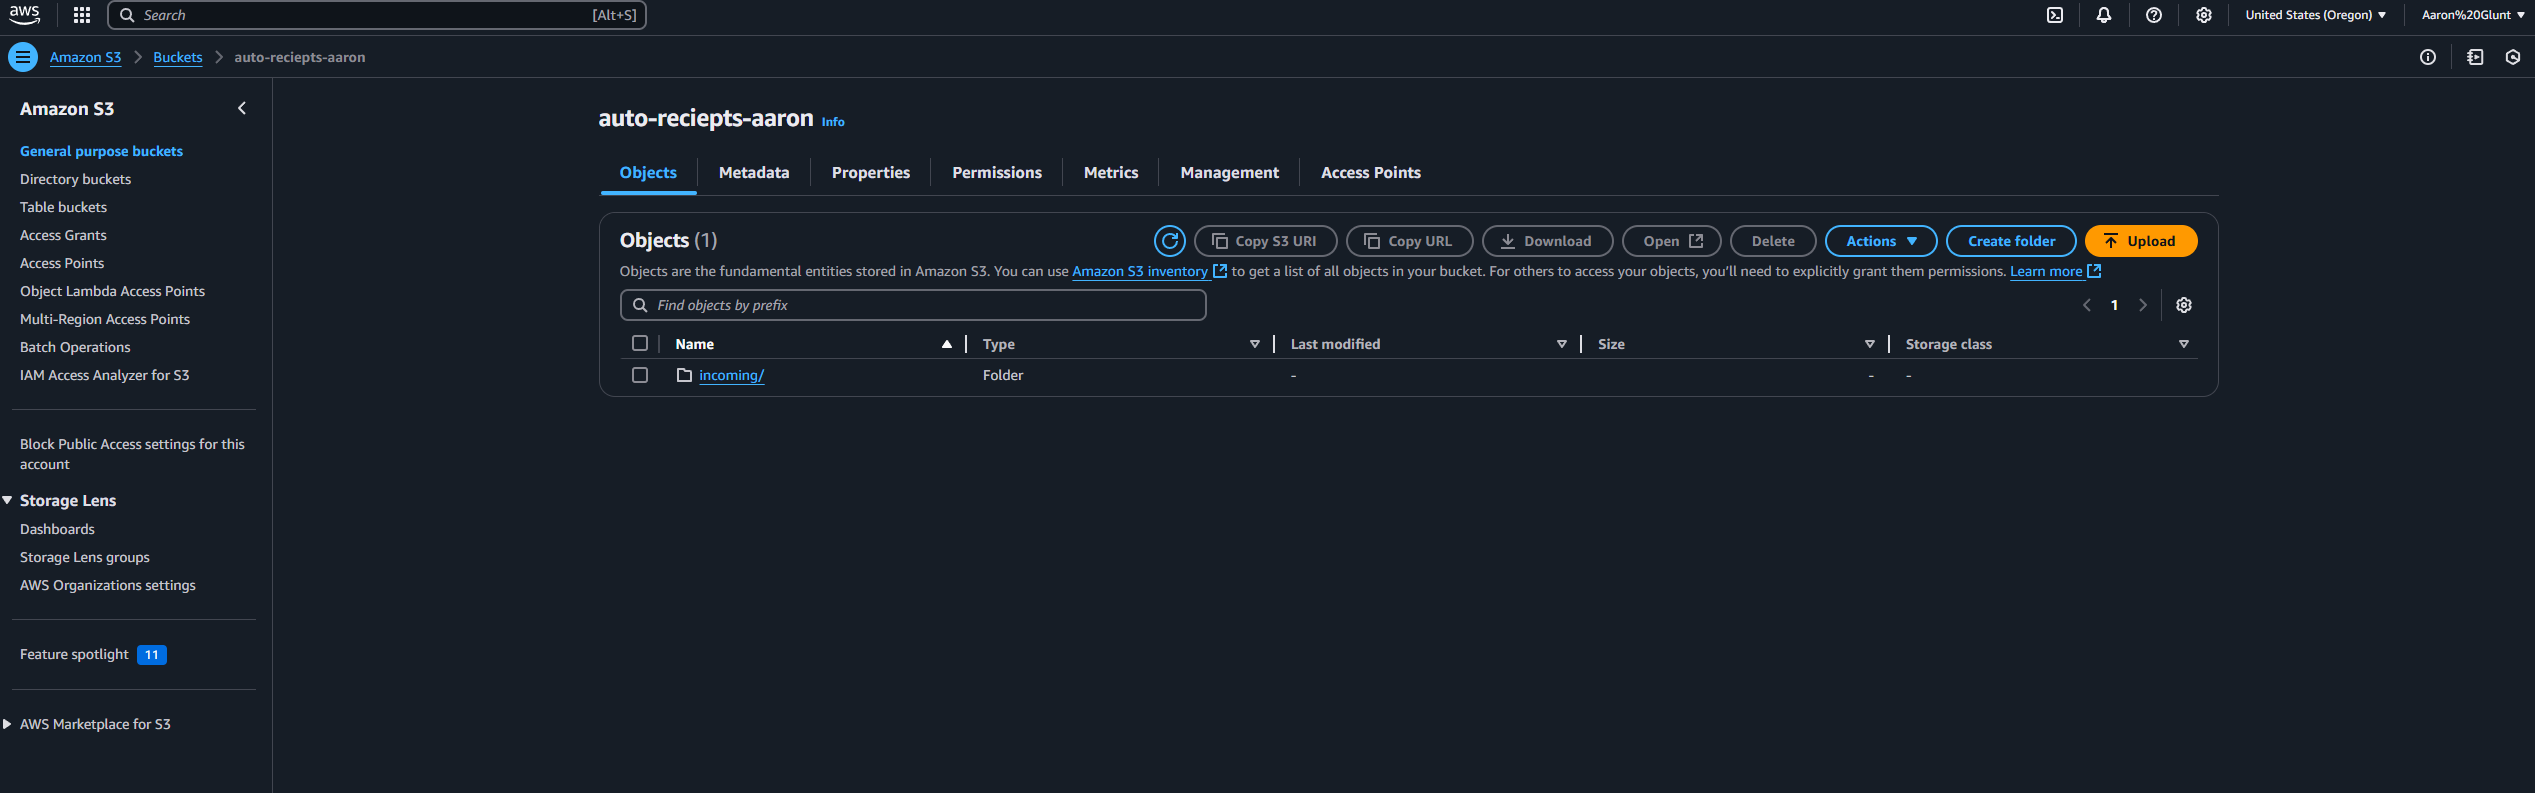 aws
Search [Alt+S]
United States (Oregon)
Aaron%20Glunt
Amazon S3
Buckets
auto-reciepts-aaron
Amazon S3
General purpose buckets
Directory buckets
Table buckets
Access Grants
Access Points
Object Lambda Access Points
Multi-Region Access Points
Batch Operations
IAM Access Analyzer for S3
Block Public Access settings for this
account
Storage Lens
Dashboards
Storage Lens groups
AWS Organizations settings
Feature spotlight 11
AWS Marketplace for S3
auto-reciepts-aaron Info
Objects Metadata Properties Permissions Metrics Management Access Points
Objects (1) Copy S3 URI Copy URL Download Open Delete Actions Create folder Upload
Objects are the fundamental entities stored in Amazon S3. You can use Amazon S3 inventory to get a list of all objects in your bucket. For others to access your objects, you'll need to explicitly grant them permissions. Learn more
Find objects by prefix 1
Name Type Last modified Size Storage class
incoming/ Folder - - -